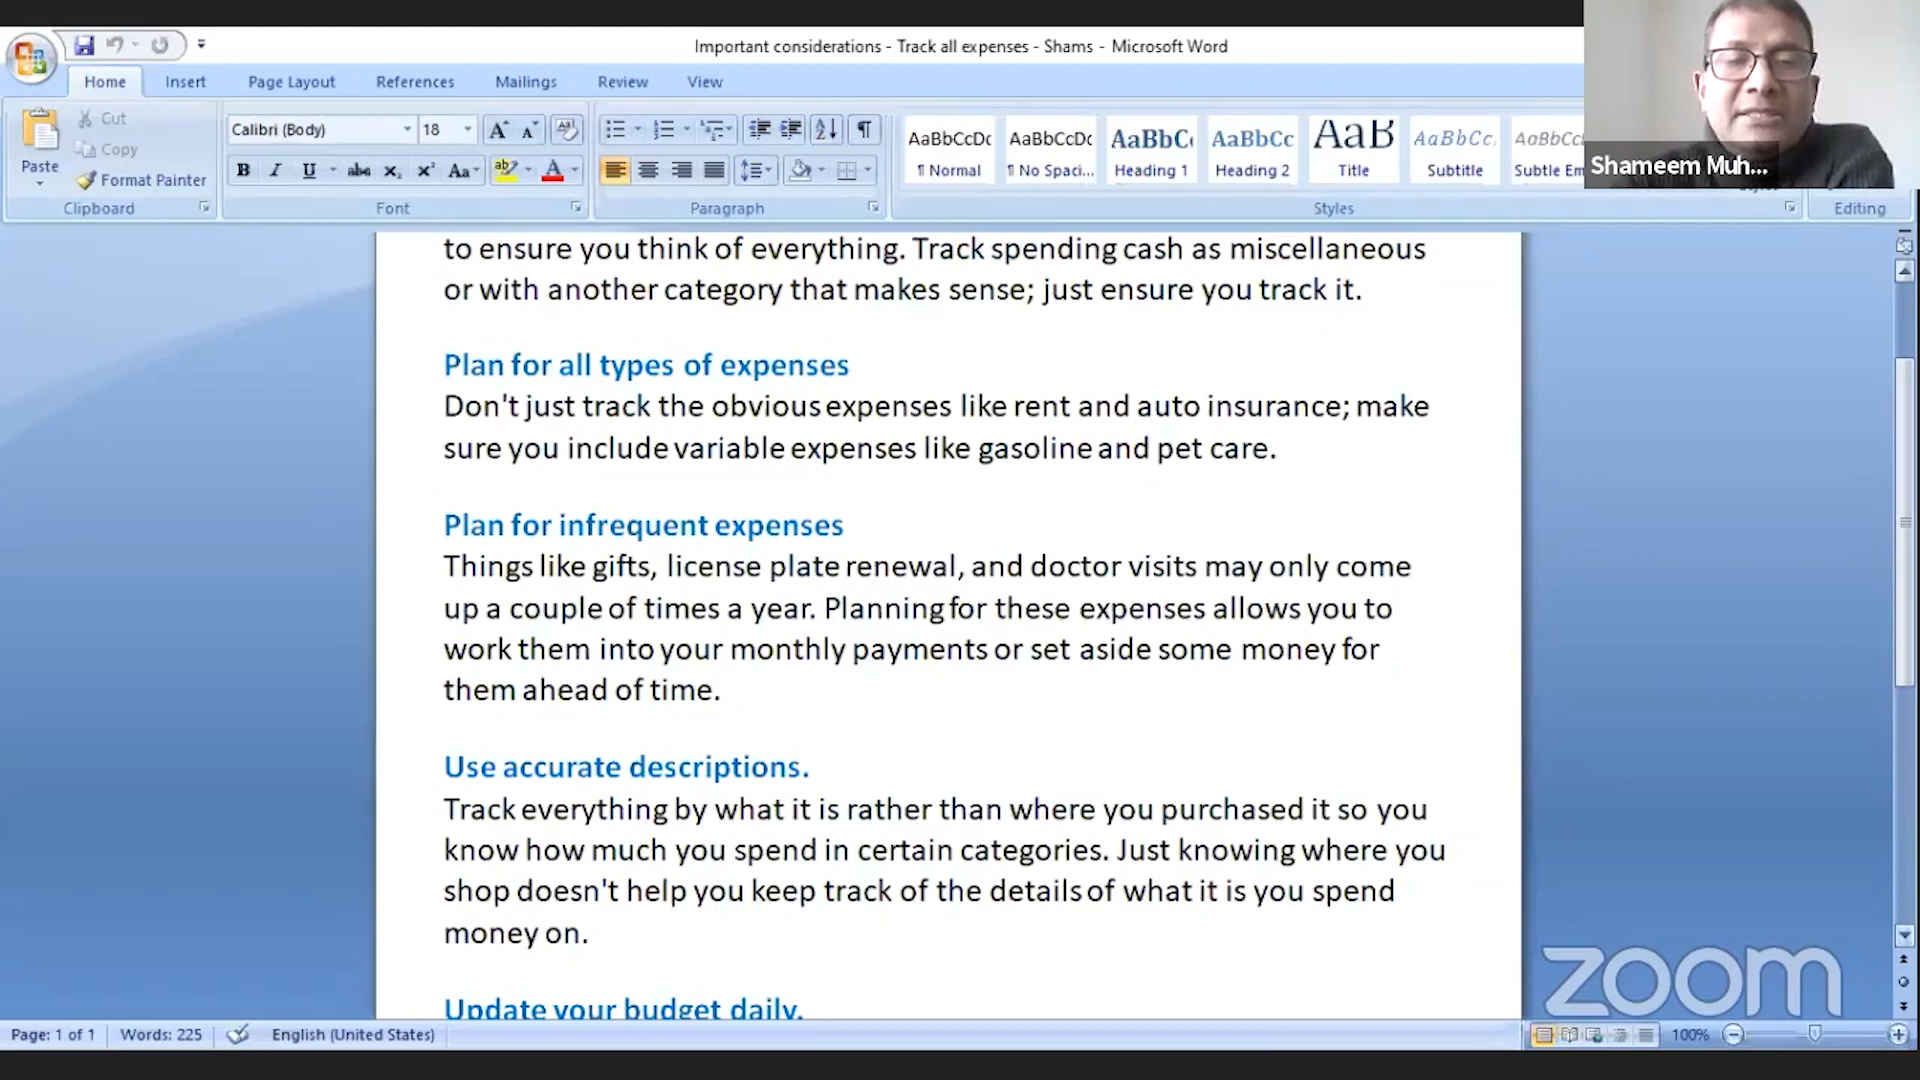 Important considerations - Track all expenses - Shams - Microsoft Word
Home Insert Page Layout References Mailings Review View
Paste
Cut
Copy
Format Painter
Clipboard
Calibri (Body) 18
Font
Paragraph
AaBbCcDc AaBbCcDc AaBbC AaBbCc AaB AaBbCc. AaBbCcDc
¶ Normal ¶ No Spaci... Heading 1 Heading 2 Title Subtitle Subtle Em
Styles
Editing
Shameem Muh...
to ensure you think of everything. Track spending cash as miscellaneous
or with another category that makes sense; just ensure you track it.
Plan for all types of expenses
Don't just track the obvious expenses like rent and auto insurance; make
sure you include variable expenses like gasoline and pet care.
Plan for infrequent expenses
Things like gifts, license plate renewal, and doctor visits may only come
up a couple of times a year. Planning for these expenses allows you to
work them into your monthly payments or set aside some money for
them ahead of time.
Use accurate descriptions.
Track everything by what it is rather than where you purchased it so you
know how much you spend in certain categories. Just knowing where you
shop doesn't help you keep track of the details of what it is you spend
money on.
Update your budget daily.
zoom
Page: 1 of 1 Words: 225 English (United States) 100%